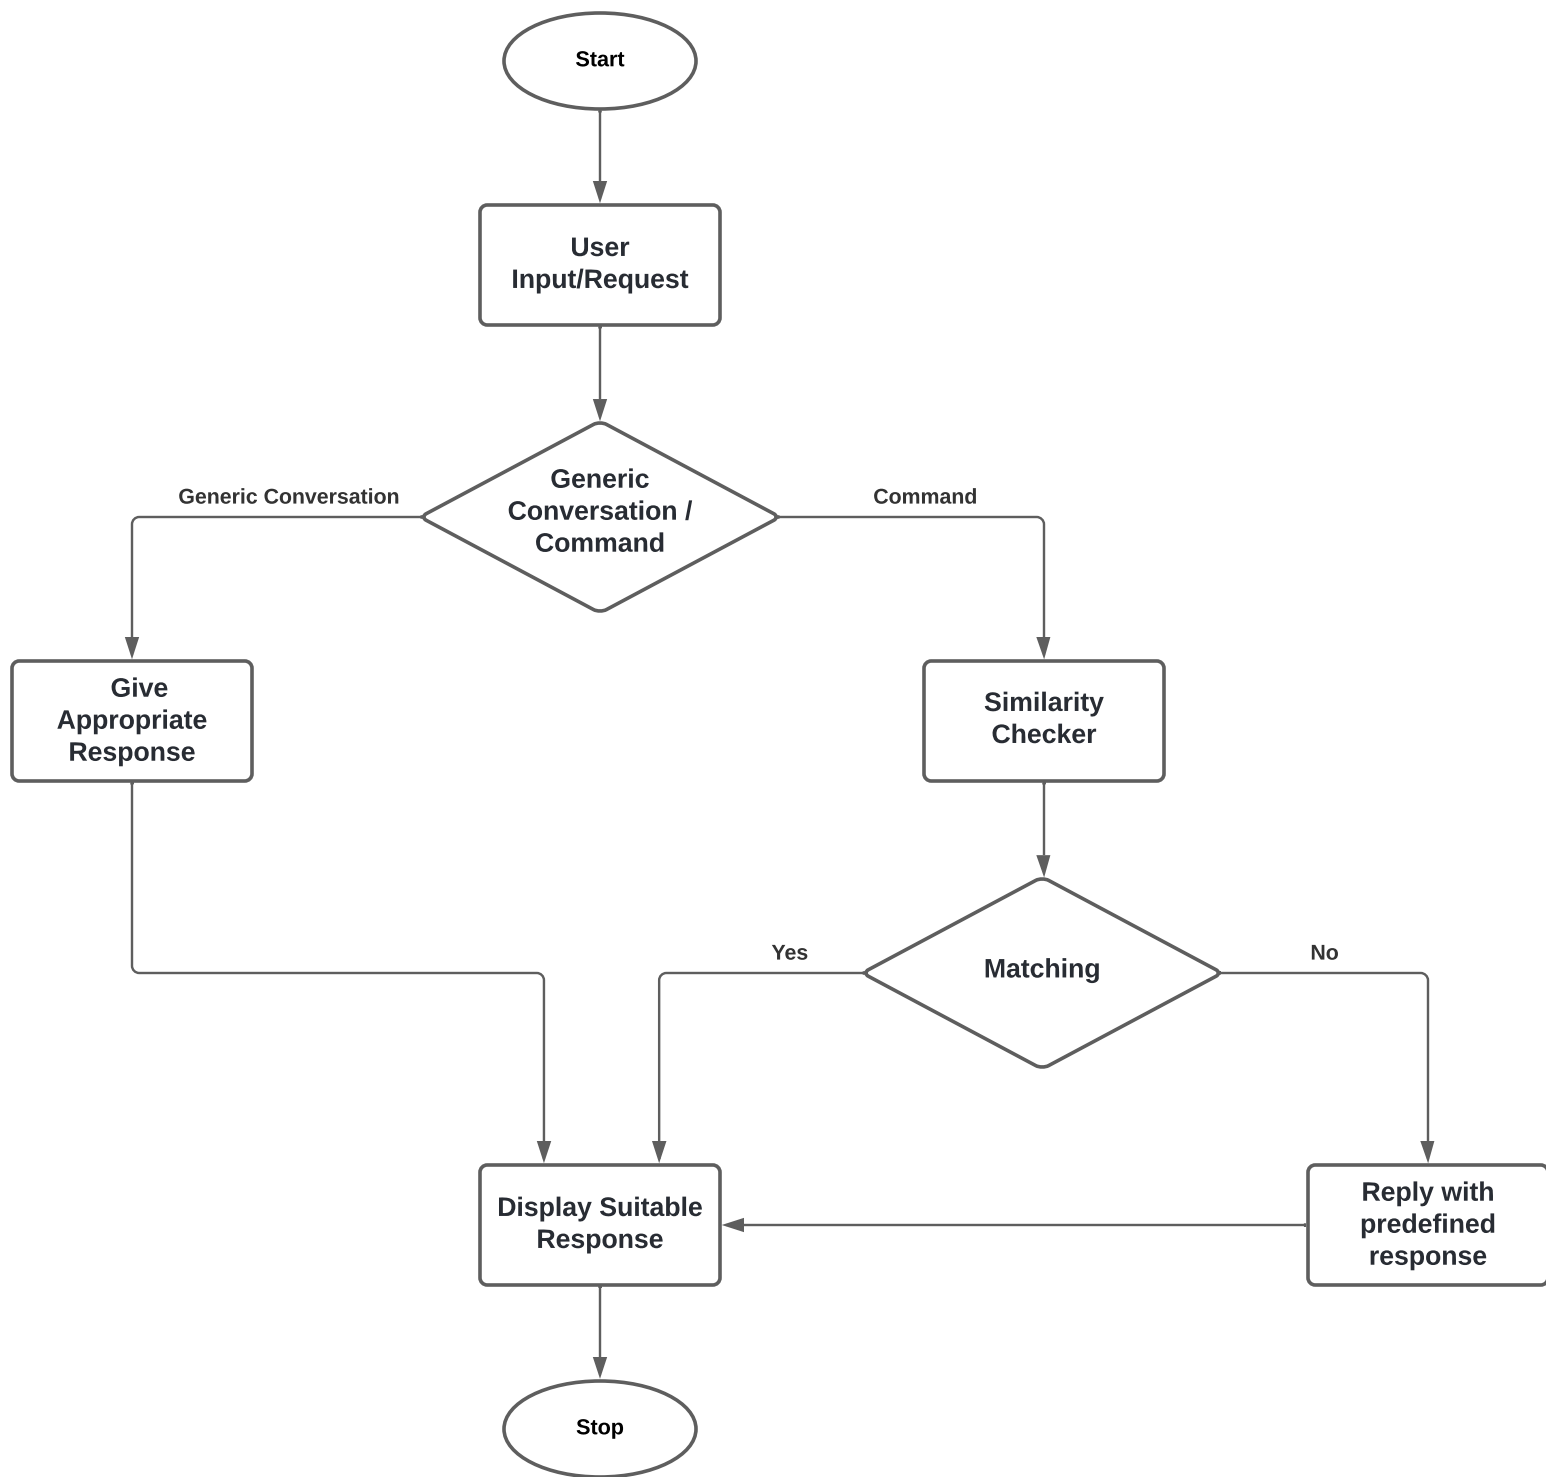 Start
User
Input/Request
Generic
Conversation /
Command
Generic Conversation
Command
Give
Appropriate
Response
Similarity
Checker
Matching
Yes
No
Display Suitable
Response
Reply with
predefined
response
Stop